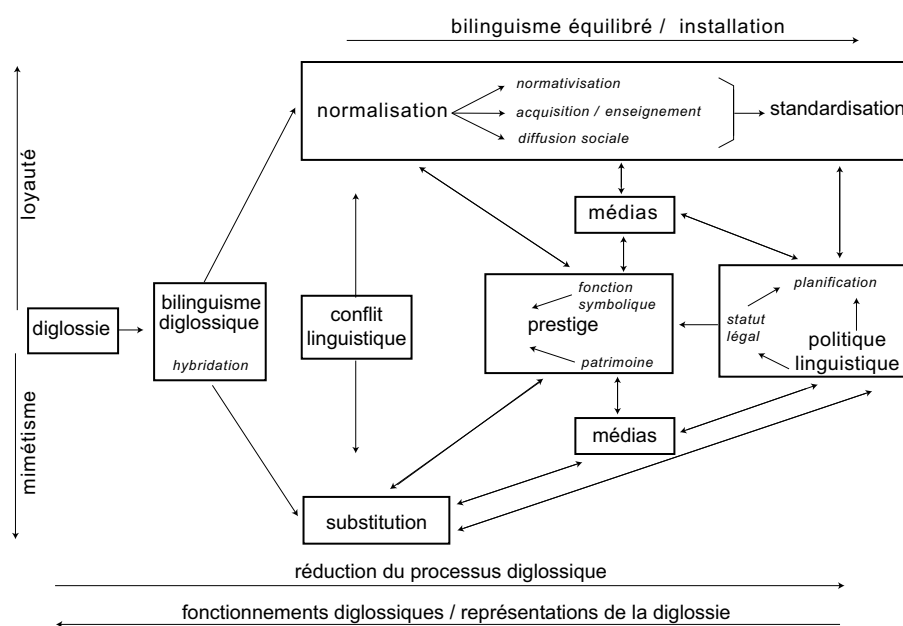 bilinguisme équilibré / installation
normativisation
normalisation
acquisition / enseignement
standardisation
diffusion sociale
loyauté
médias
bilinguisme
diglossique
hybridation
diglossie
conflit
linguistique
fonction
symbolique
prestige
patrimoine
planification
statut
légal
politique
linguistique
mimétisme
médias
substitution
réduction du processus diglossique
fonctionnements diglossiques / représentations de la diglossie